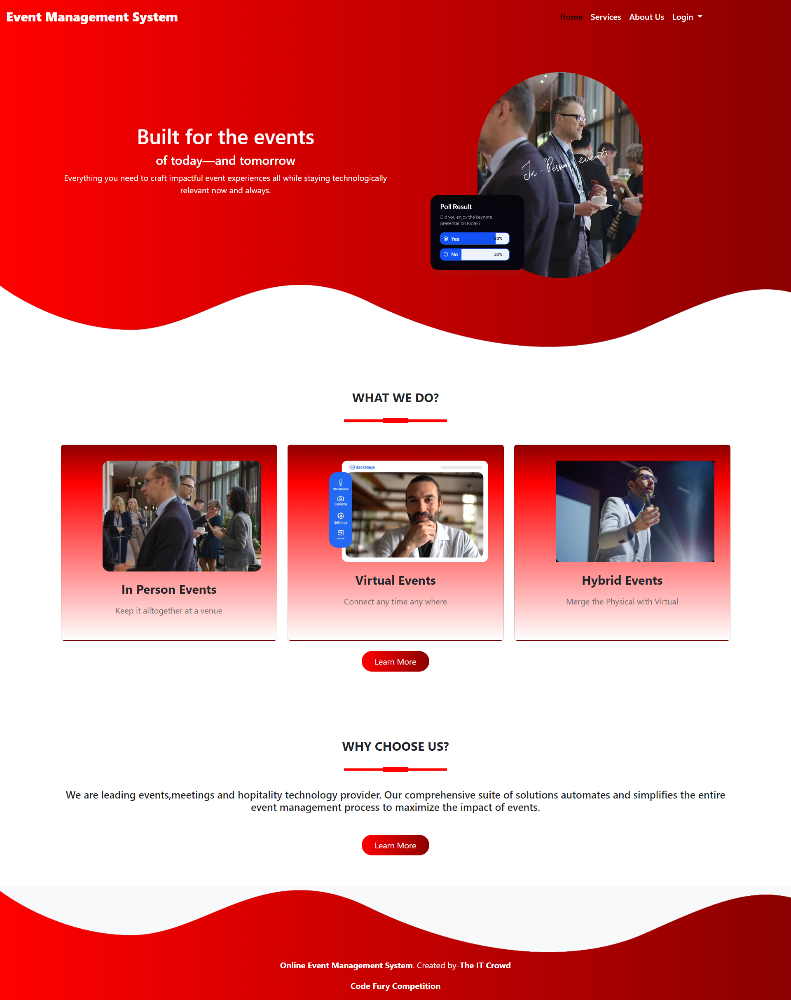 Event Management System
Home Services About Us Login
Built for the events
of today—and tomorrow
Everything you need to craft impactful event experiences all while staying technologically
relevant now and always.
In - Person events
Poll Result
Did you enjoy the keynote
presentation today?
Yes 80%
No 20%
WHAT WE DO?
Backstage
Microphone
Camera
Settings
Leave
In Person Events
Keep it alltogether at a venue
Virtual Events
Connect any time any where
Hybrid Events
Merge the Physical with Virtual
Learn More
WHY CHOOSE US?
We are leading events,meetings and hopitality technology provider. Our comprehensive suite of solutions automates and simplifies the entire
event management process to maximize the impact of events.
Learn More
Online Event Management System. Created by-The IT Crowd
Code Fury Competition